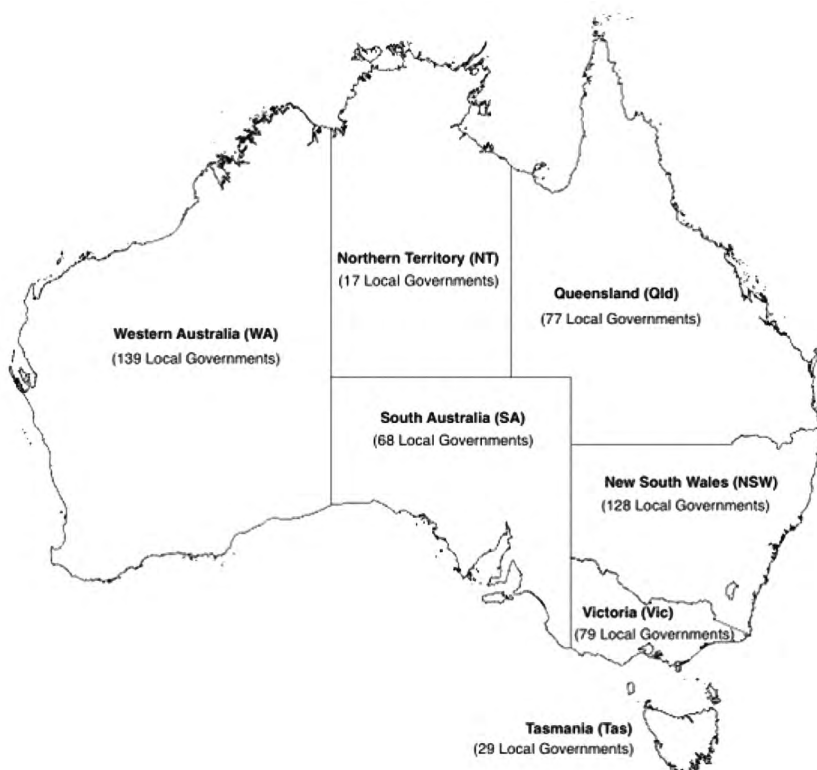 Northern Territory (NT)
(17 Local Governments)
Queensland (Qld)
(77 Local Governments)
Western Australia (WA)
(139 Local Governments)
South Australia (SA)
(68 Local Governments)
New South Wales (NSW)
(128 Local Governments)
Victoria (Vic)
(79 Local Governments)
Tasmania (Tas)
(29 Local Governments)